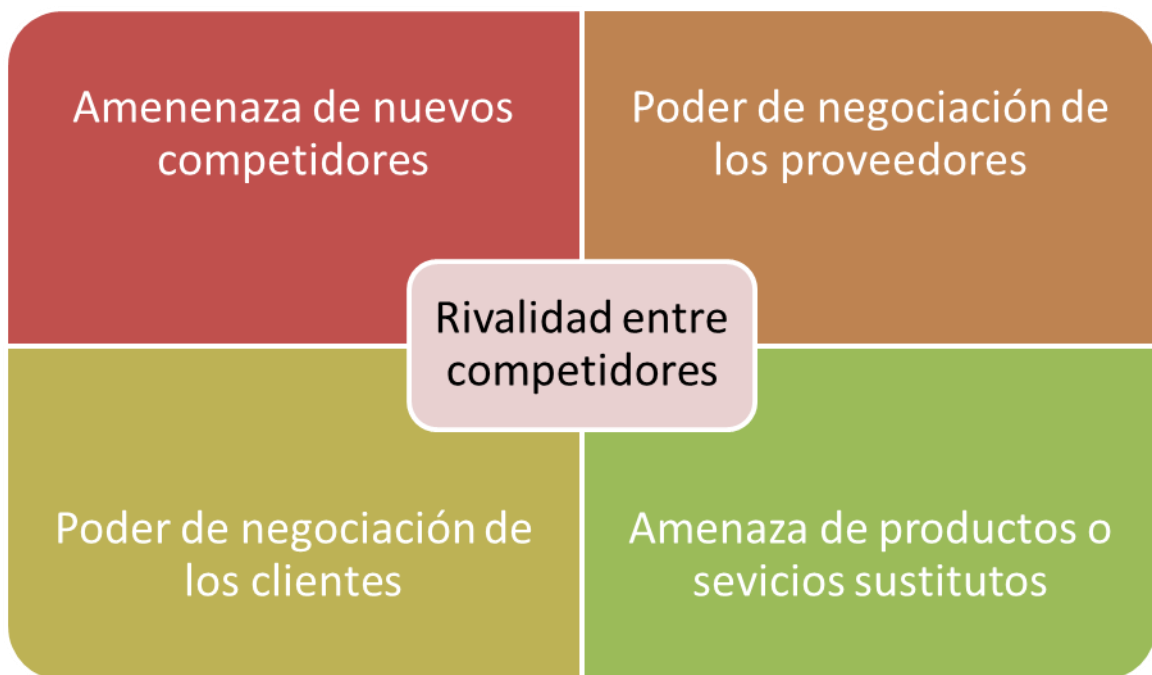 Amenenaza de nuevos
competidores
Poder de negociación de
los proveedores
Rivalidad entre
competidores
Poder de negociación de
los clientes
Amenaza de productos o
sevicios sustitutos